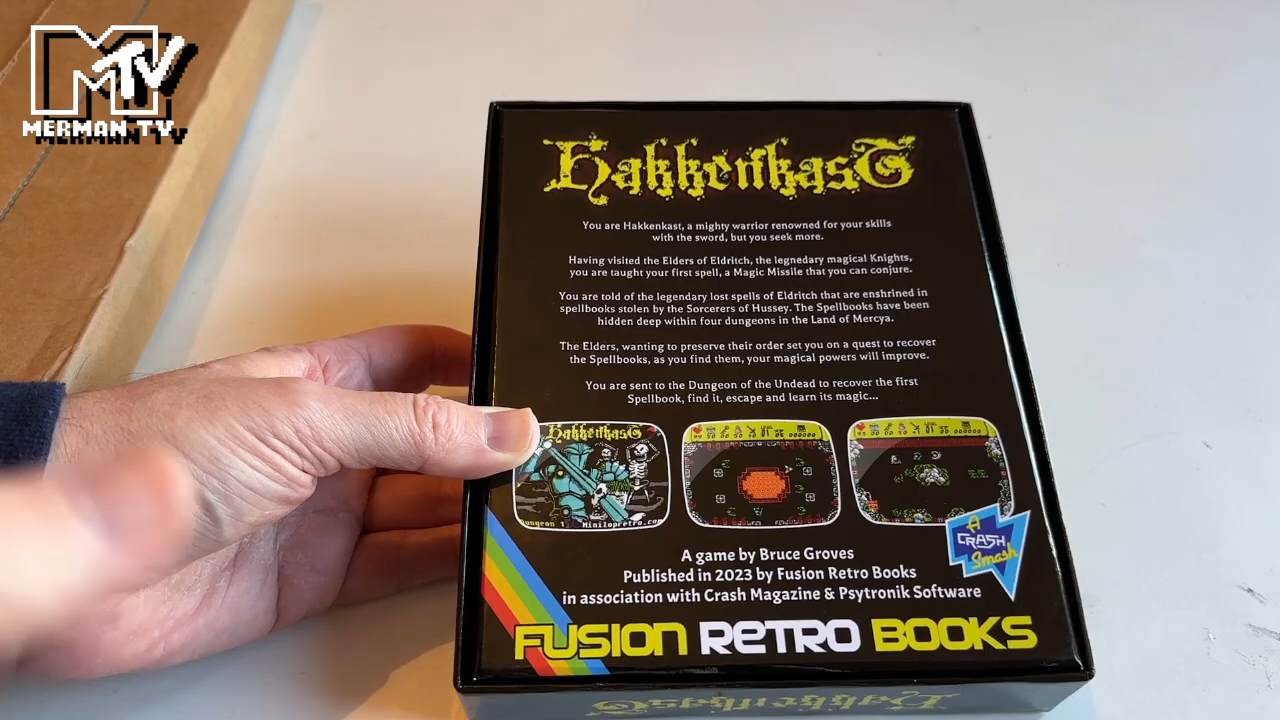 MTV
MERMAN TV
HakkenkasT
You are Hakkenkast, a mighty warrior renowned for your skills
with the sword, but you seek more.
Having visited the Elders of Eldritch, the legnedary magical Knights,
you are taught your first spell, a Magic Missile that you can conjure.
You are told of the legendary lost spells of Eldritch that are enshrined in
spellbooks stolen by the Sorcerers of Hussey. The Spellbooks have been
hidden deep within four dungeons in the Land of Mercya.
The Elders, wanting to preserve their order set you on a quest to recover
the Spellbooks, as you find them, your magical powers will improve.
You are sent to the Dungeon of the Undead to recover the first
Spellbook, find it, escape and learn its magic...
HakkenkasT
Dungeon 1
Minilopretro.com
A
CRASH
Smash
A game by Bruce Groves
Published in 2023 by Fusion Retro Books
in association with Crash Magazine & Psytronik Software
FUSION RETRO BOOKS
HakkenkasT